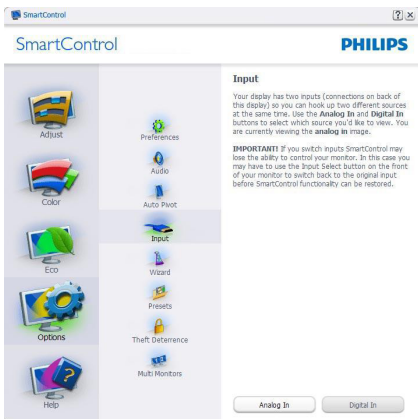 SmartControl
SmartControl
PHILIPS
Adjust
Color
Eco
Options
Help
Preferences
Audio
Auto Pivot
Input
Wizard
Presets
Theft Deterrence
Multi Monitors
Input
Your display has two inputs (connections on back of
this display) so you can hook up two different sources
at the same time. Use the Analog In and Digital In
buttons to select which source you'd like to view. You
are currently viewing the analog in image.
IMPORTANT! If you switch inputs SmartControl may
lose the ability to control your monitor. In this case you
may have to use the Input Select button on the front
of your monitor to switch back to the original input
before SmartControl functionality can be restored.
Analog In
Digital In